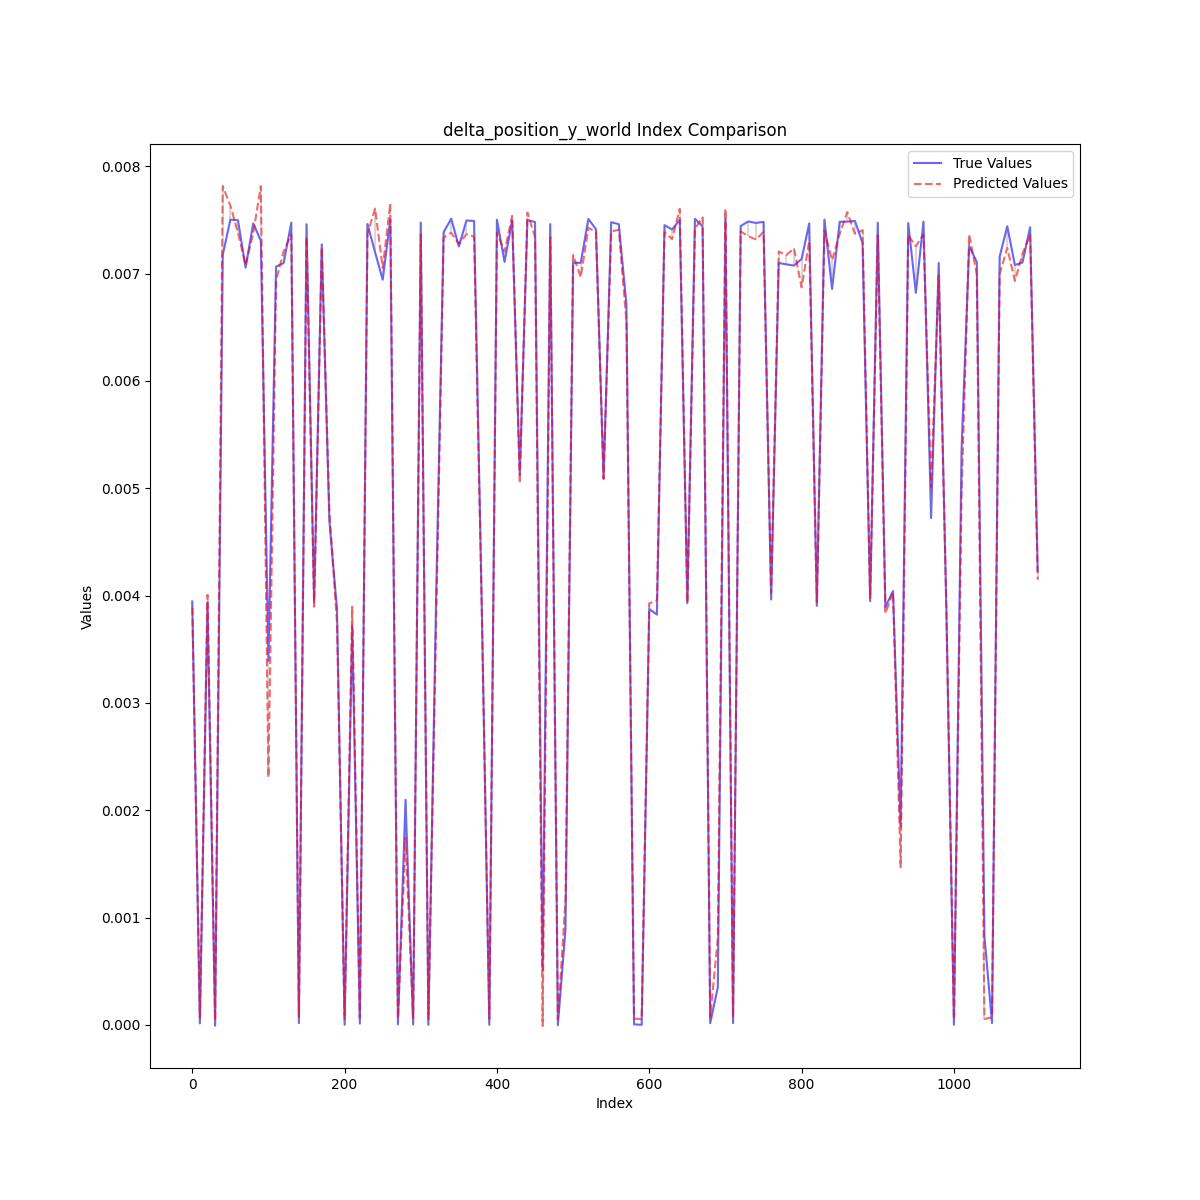 delta_position_y_world Index Comparison
True Values
Predicted Values
0.008
0.007
0.006
0.005
0.004
0.003
0.002
0.001
0.000
Values
0 200 400 600 800 1000
Index